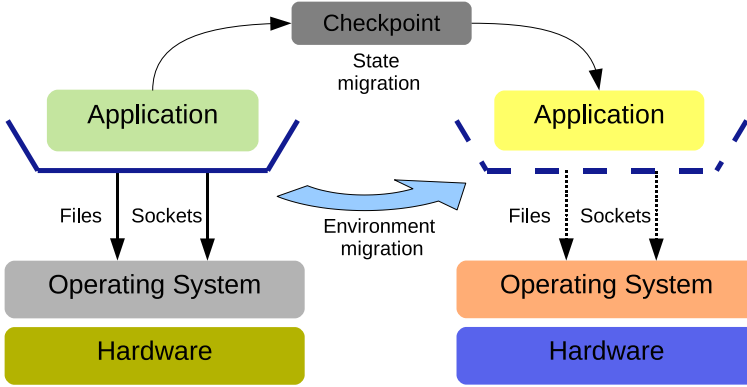 Checkpoint
State
migration
Application
Application
Files
Sockets
Environment
migration
Files
Sockets
Operating System
Operating System
Hardware
Hardware